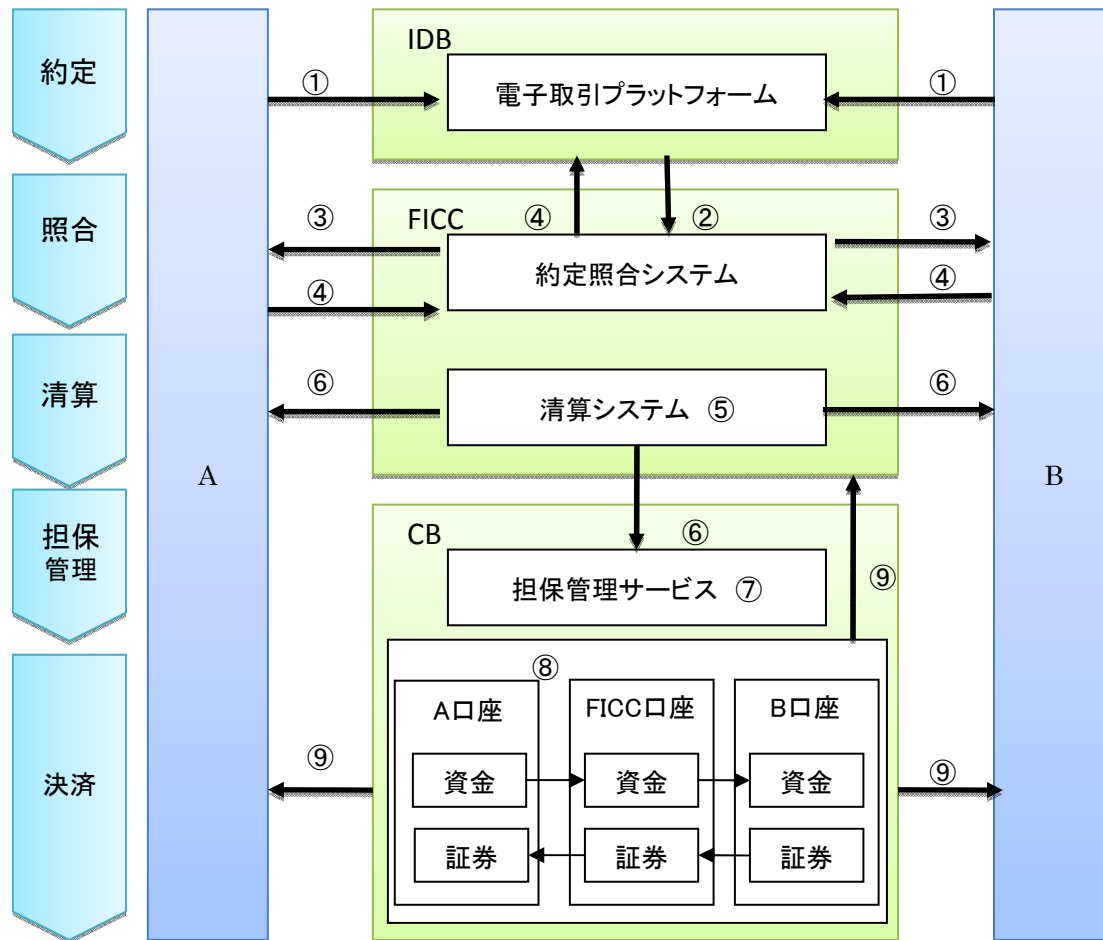 約定
照合
清算
担保
管理
決済
A
B
IDB
電子取引プラットフォーム
①
①
④
②
FICC
約定照合システム
③
③
④
④
清算システム ⑤
⑥
⑥
⑥
CB
担保管理サービス ⑦
⑨
⑧
A口座
FICC口座
B口座
資金
資金
資金
証券
証券
証券
⑨
⑨